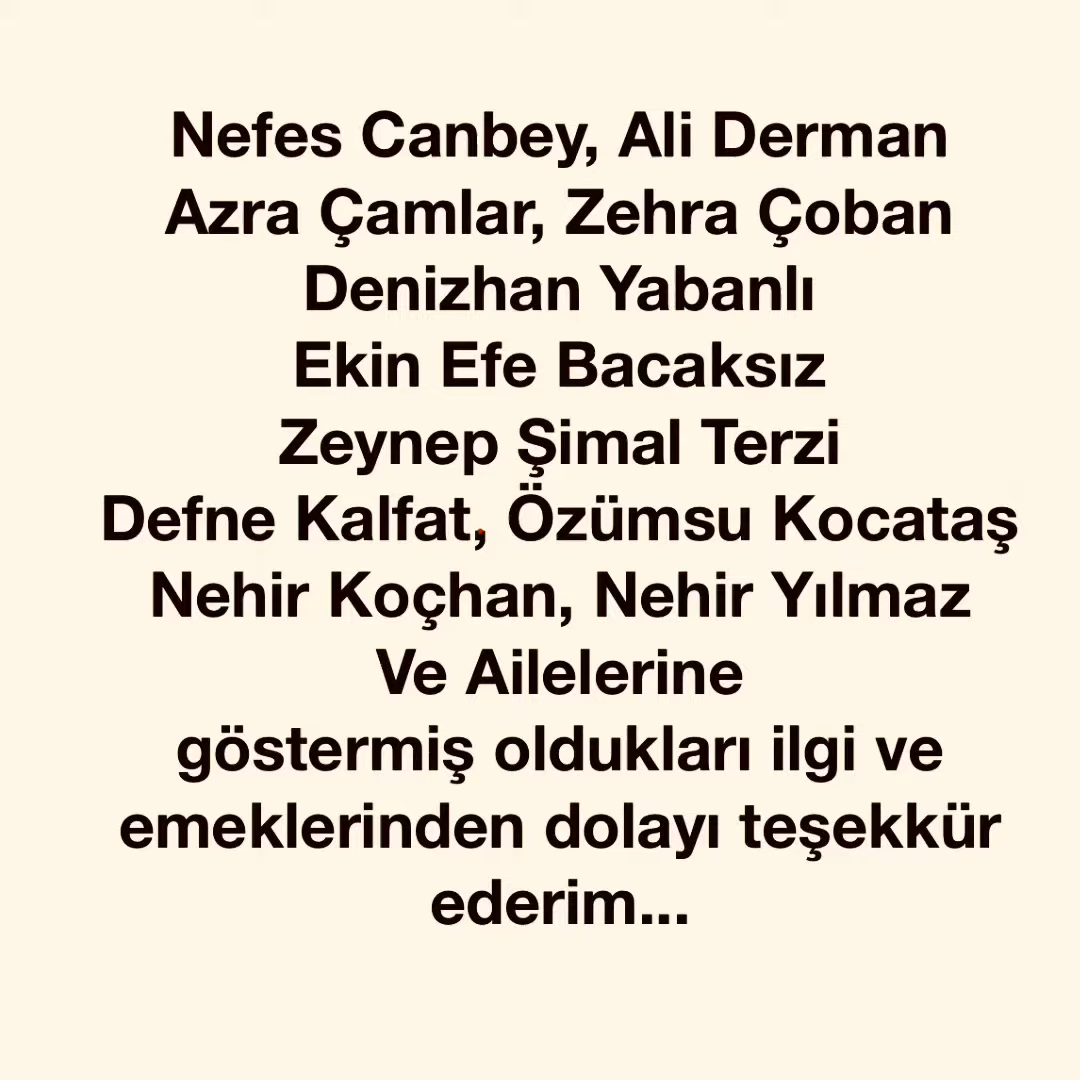 Nefes Canbey, Ali Derman
Azra Çamlar, Zehra Çoban
Denizhan Yabanlı
Ekin Efe Bacaksız
Zeynep Şimal Terzi
Defne Kalfat, Özümsu Kocataş
Nehir Koçhan, Nehir Yılmaz
Ve Ailelerine
göstermiş oldukları ilgi ve
emeklerinden dolayı teşekkür
ederim...